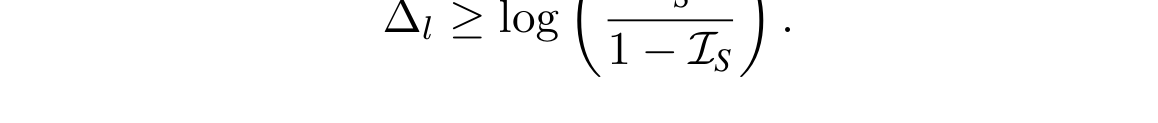 Δ_l ≥ log ( s / (1 − 𝓘_S) ) .